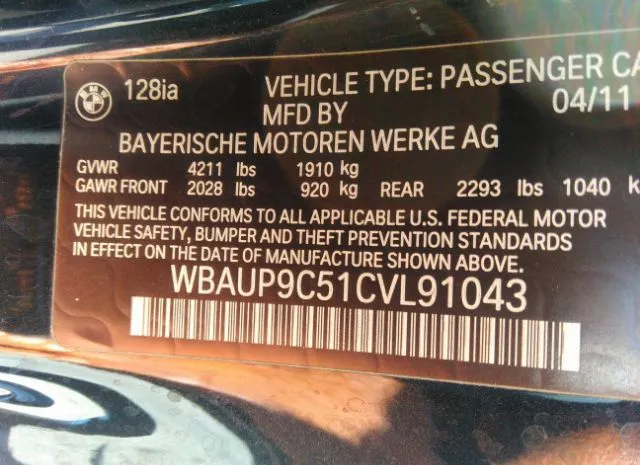 BMW
128ia
VEHICLE TYPE: PASSENGER CA
MFD BY
04/11
BAYERISCHE MOTOREN WERKE AG
GVWR 4211 lbs 1910 kg
GAWR FRONT 2028 lbs 920 kg REAR 2293 lbs 1040 k
THIS VEHICLE CONFORMS TO ALL APPLICABLE U.S. FEDERAL MOTOR
VEHICLE SAFETY, BUMPER AND THEFT PREVENTION STANDARDS
IN EFFECT ON THE DATE OF MANUFACTURE SHOWN ABOVE.
WBAUP9C51CVL91043